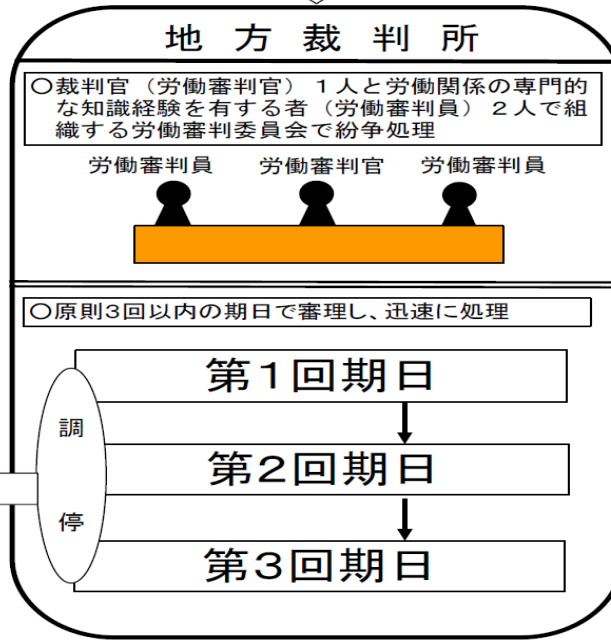 地方裁判所
○裁判官（労働審判官）１人と労働関係の専門的
な知識経験を有する者（労働審判員）２人で組
織する労働審判委員会で紛争処理
労働審判員　労働審判官　労働審判員
○原則3回以内の期日で審理し、迅速に処理
第1回期日
調
第2回期日
停
第3回期日